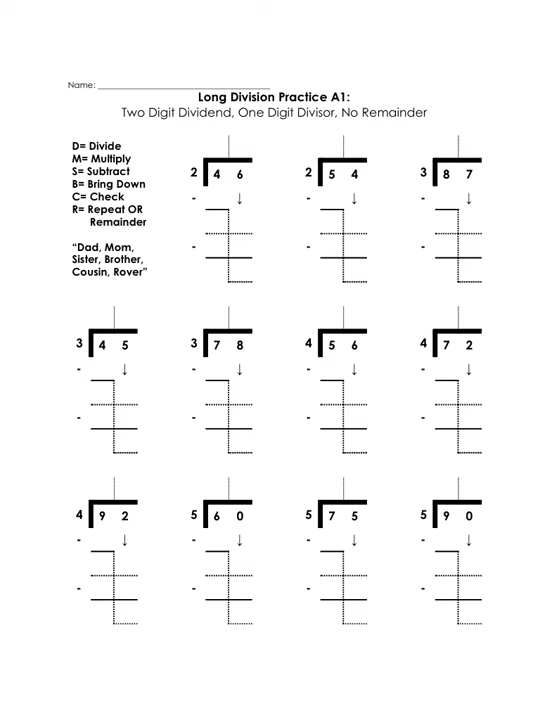 Name: ___________________________________
Long Division Practice A1:
Two Digit Dividend, One Digit Divisor, No Remainder
D= Divide
M= Multiply
S= Subtract
B= Bring Down
C= Check
R= Repeat OR
Remainder
“Dad, Mom,
Sister, Brother,
Cousin, Rover”
2 4 6 2 5 4 3 8 7
- ↓ - ↓ - ↓
- - -
3 4 5 3 7 8 4 5 6 4 7 2
- ↓ - ↓ - ↓ - ↓
- - - -
4 9 2 5 6 0 5 7 5 5 9 0
- ↓ - ↓ - ↓ - ↓
- - - -